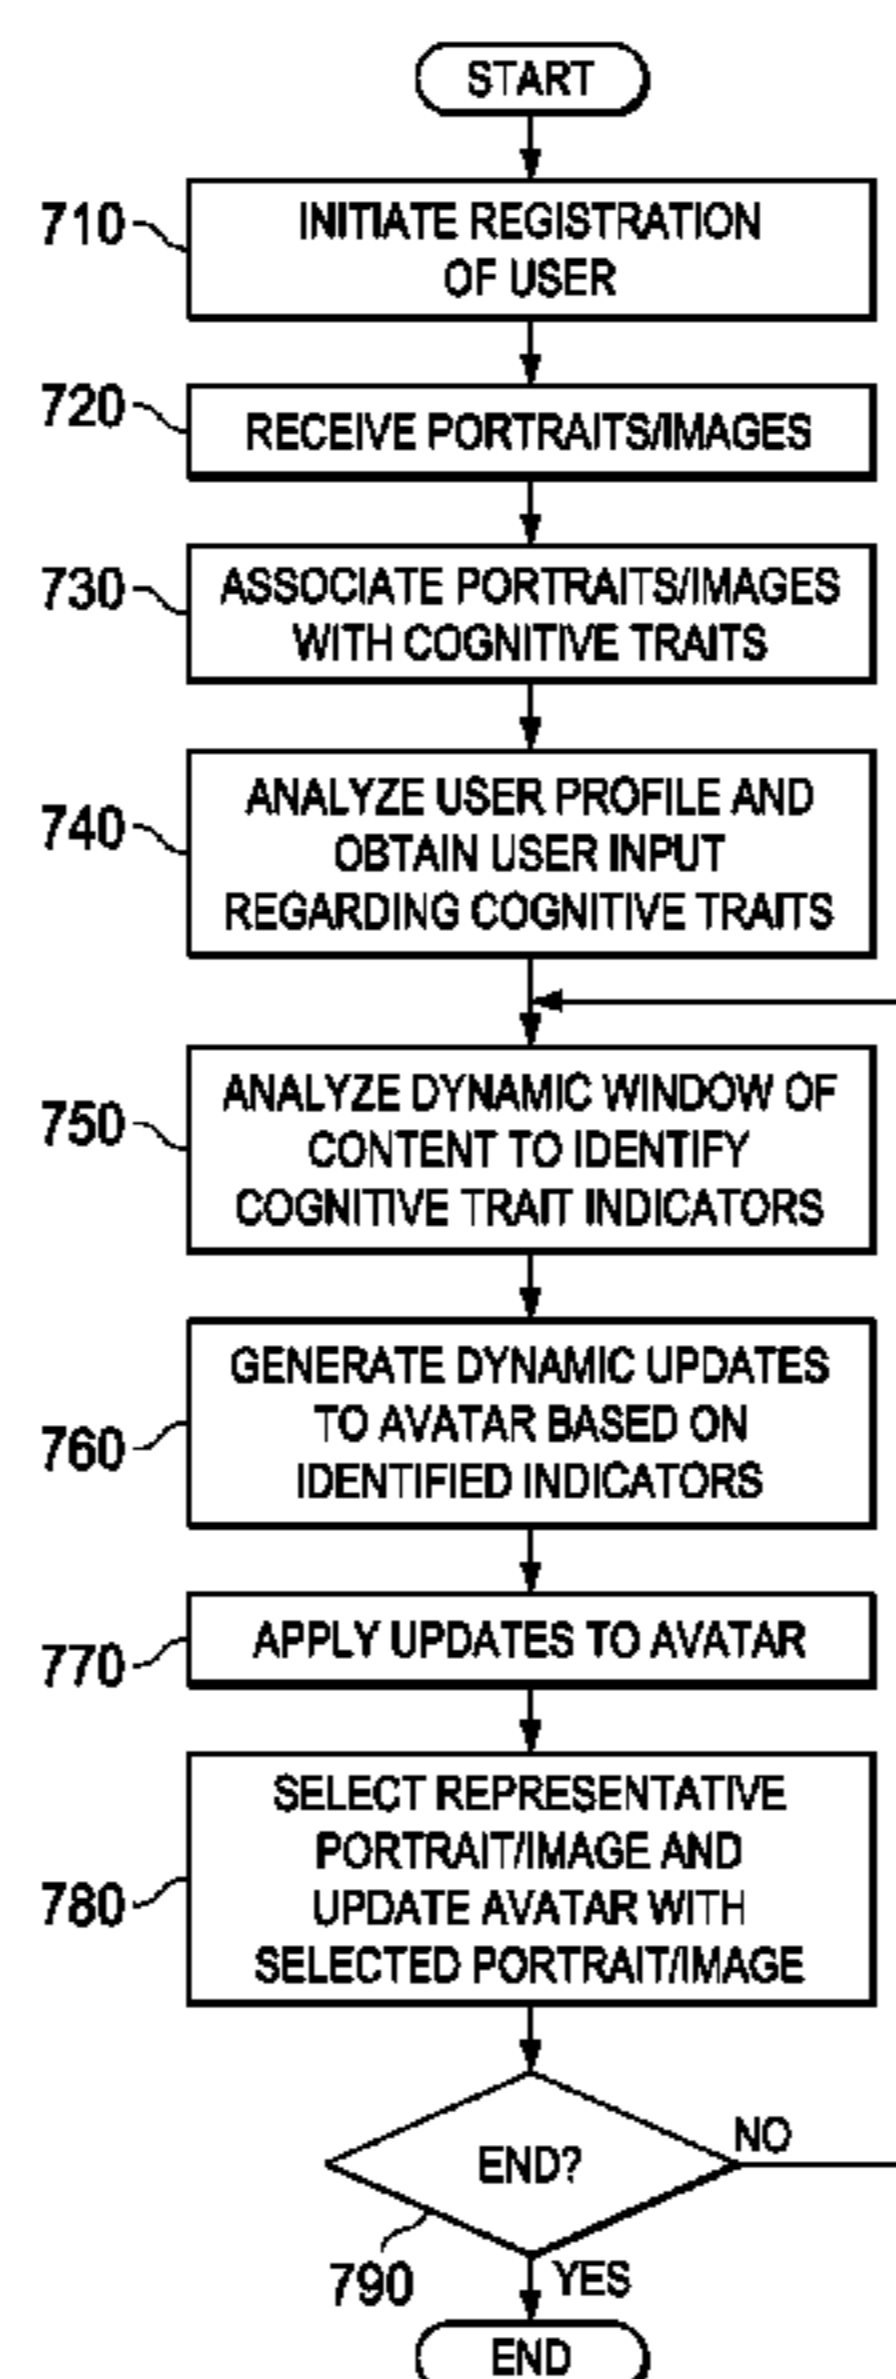 START
710
INITIATE REGISTRATION
OF USER
720
RECEIVE PORTRAITS/IMAGES
730
ASSOCIATE PORTRAITS/IMAGES
WITH COGNITIVE TRAITS
740
ANALYZE USER PROFILE AND
OBTAIN USER INPUT
REGARDING COGNITIVE TRAITS
750
ANALYZE DYNAMIC WINDOW OF
CONTENT TO IDENTIFY
COGNITIVE TRAIT INDICATORS
760
GENERATE DYNAMIC UPDATES
TO AVATAR BASED ON
IDENTIFIED INDICATORS
770
APPLY UPDATES TO AVATAR
780
SELECT REPRESENTATIVE
PORTRAIT/IMAGE AND
UPDATE AVATAR WITH
SELECTED PORTRAIT/IMAGE
END?
NO
790
YES
END